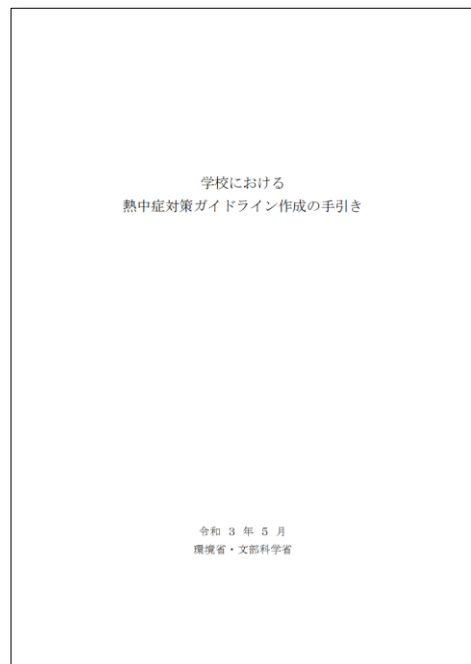 学校における
熱中症対策ガイドライン作成の手引き
令和 3 年 5 月
環境省・文部科学省